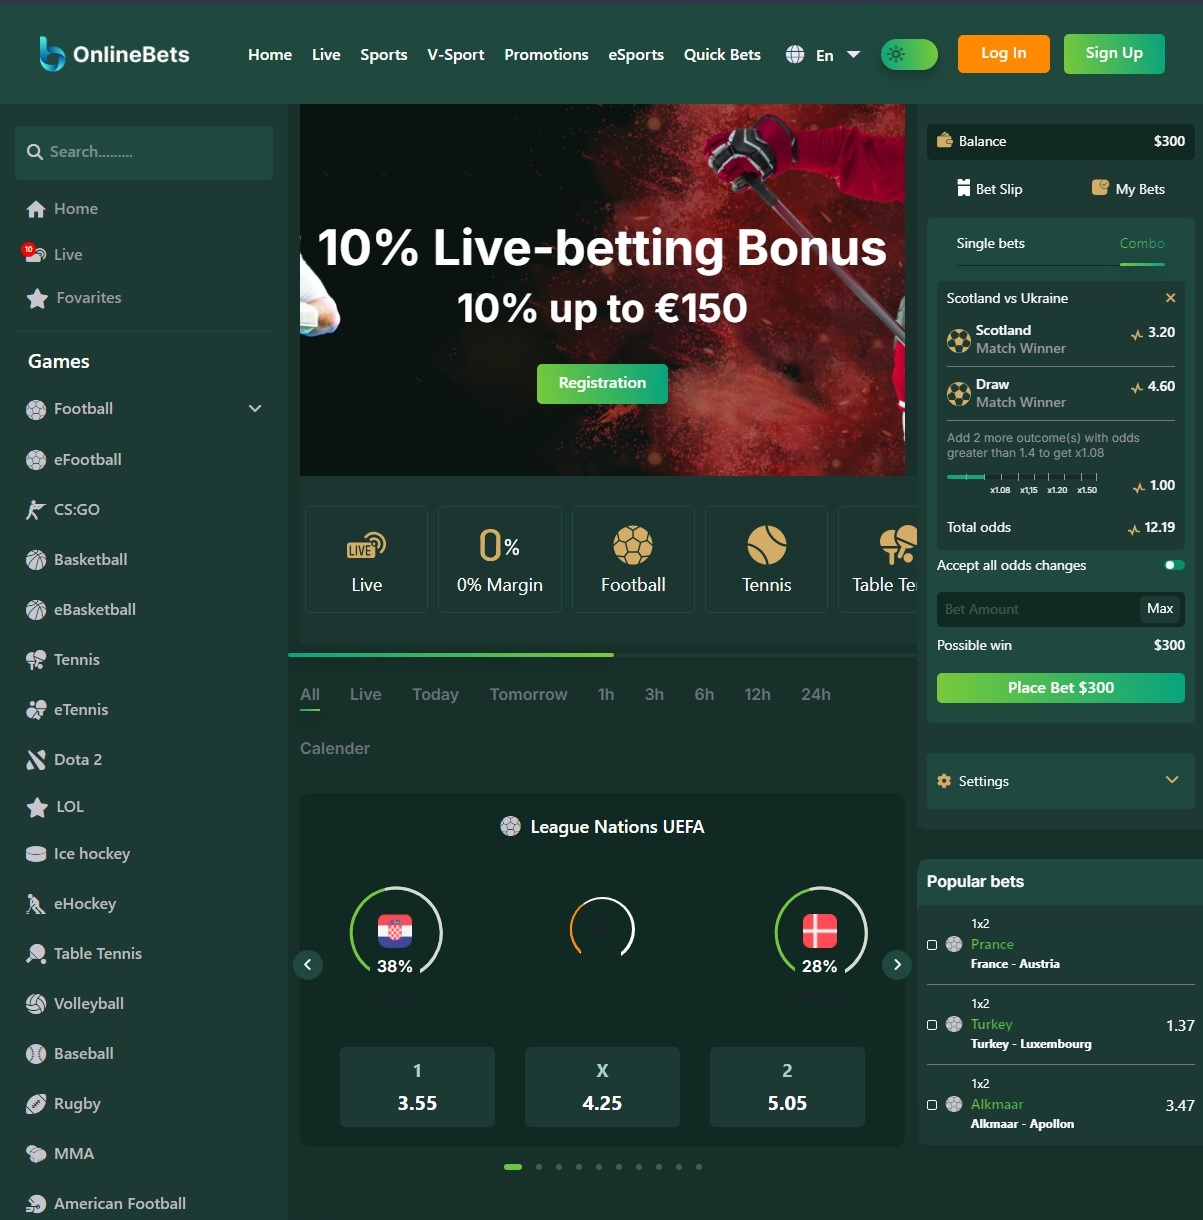 OnlineBets
Home Live Sports V-Sport Promotions eSports Quick Bets En Log In Sign Up
Search.........
Home
10
Live
Fovarites
Games
Football
eFootball
CS:GO
Basketball
eBasketball
Tennis
eTennis
Dota 2
LOL
Ice hockey
eHockey
Table Tennis
Volleyball
Baseball
Rugby
MMA
American Football
10% Live-betting Bonus
10% up to €150
Registration
LIVE
Live
0%
0% Margin
Football
Tennis
Table Te
All Live Today Tomorrow 1h 3h 6h 12h 24h
Calender
League Nations UEFA
38%
28%
1
3.55
X
4.25
2
5.05
Balance $300
Bet Slip My Bets
Single bets Combo
Scotland vs Ukraine
Scotland 3.20
Match Winner
Draw 4.60
Match Winner
Add 2 more outcome(s) with odds
greater than 1.4 to get x1.08
x1.08 x1,15 x1.20 x1.50 1.00
Total odds 12.19
Accept all odds changes
Bet Amount Max
Possible win $300
Place Bet $300
Settings
Popular bets
1x2
Prance
France - Austria
1x2
Turkey 1.37
Turkey - Luxembourg
1x2
Alkmaar 3.47
Alkmaar - Apollon